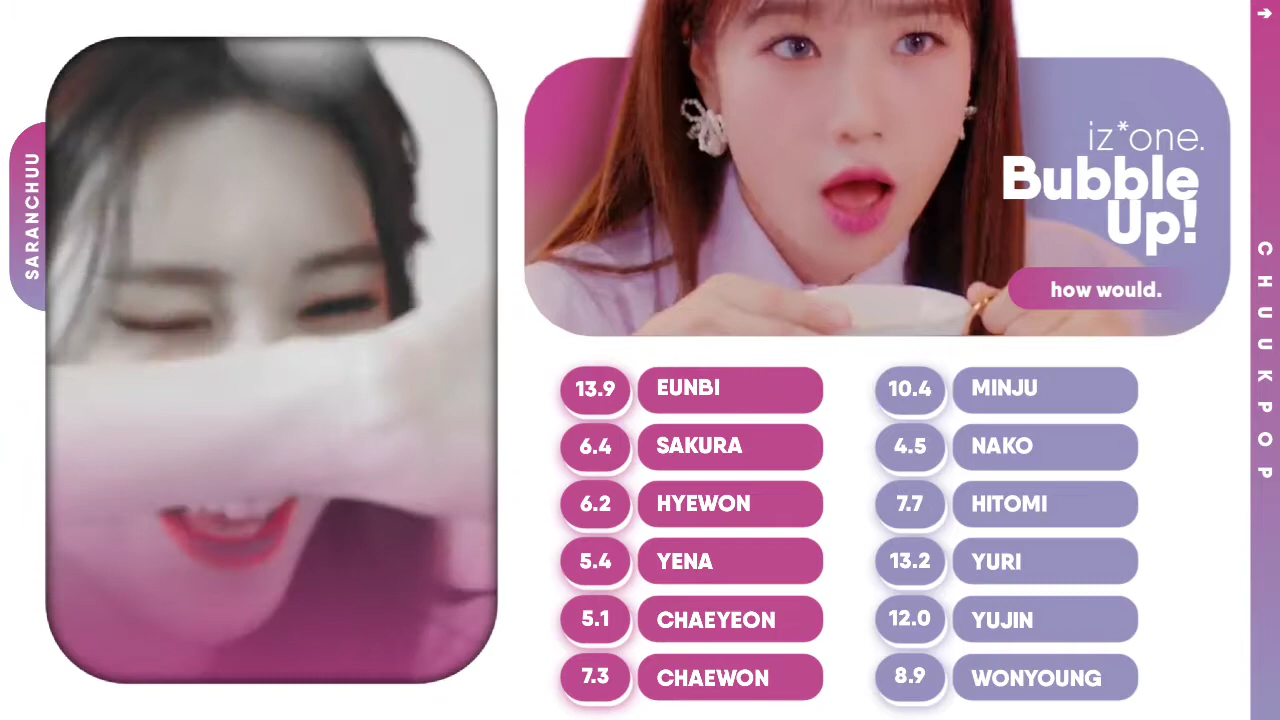 SARANCHUU
iz*one.
Bubble
Up!
how would.
13.9 EUNBI
6.4 SAKURA
6.2 HYEWON
5.4 YENA
5.1 CHAEYEON
7.3 CHAEWON
10.4 MINJU
4.5 NAKO
7.7 HITOMI
13.2 YURI
12.0 YUJIN
8.9 WONYOUNG
→ CHUUKPOP